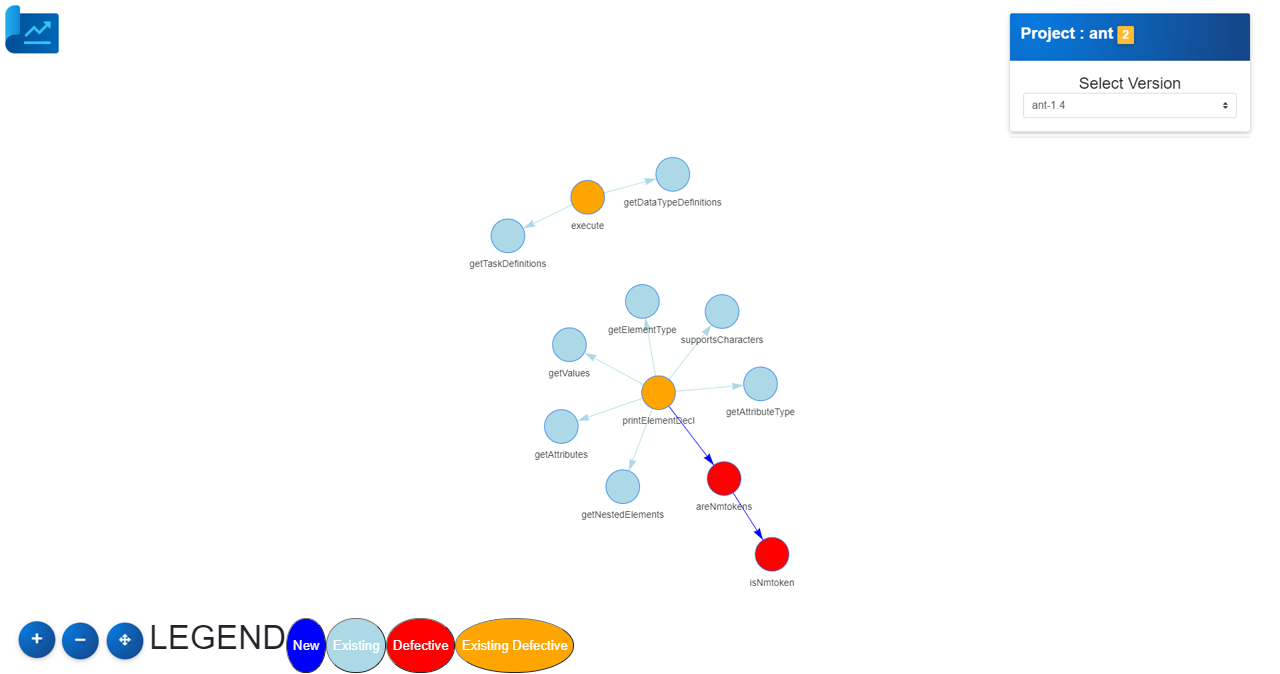 Project : ant 2
Select Version
ant-1.4
getDataTypeDefinitions
execute
getTaskDefinitions
getElementType
supportsCharacters
getValues
getAttributeType
printElementDecl
getAttributes
areNmtokens
getNestedElements
isNmtoken
+ − LEGEND New Existing Defective Existing Defective